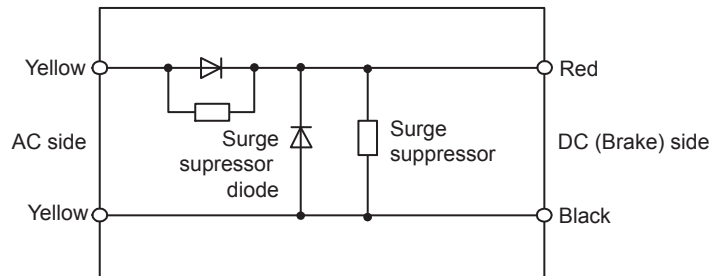 Yellow
Red
AC side
Surge
supressor
diode
Surge
suppressor
DC (Brake) side
Yellow
Black